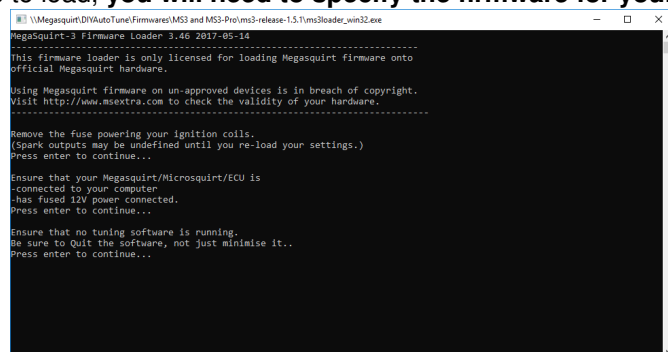 to load, you will need to specify the firmware for your
\\Megasquirt\DIYAutoTune\Firmwares\MS3 and MS3-Pro\ms3-release-1.5.1\ms3loader_win32.exe
MegaSquirt-3 Firmware Loader 3.46 2017-05-14
-----------------------------------------------------------------------------
This firmware loader is only licensed for loading Megasquirt firmware onto
official Megasquirt hardware.
Using Megasquirt firmware on un-approved devices is in breach of copyright.
Visit http://www.msextra.com to check the validity of your hardware.
-------------------------------------------------------------------------------
Remove the fuse powering your ignition coils.
(Spark outputs may be undefined until you re-load your settings.)
Press enter to continue...
Ensure that your Megasquirt/Microsquirt/ECU is
-connected to your computer
-has fused 12V power connected.
Press enter to continue...
Ensure that no tuning software is running.
Be sure to Quit the software, not just minimise it..
Press enter to continue...